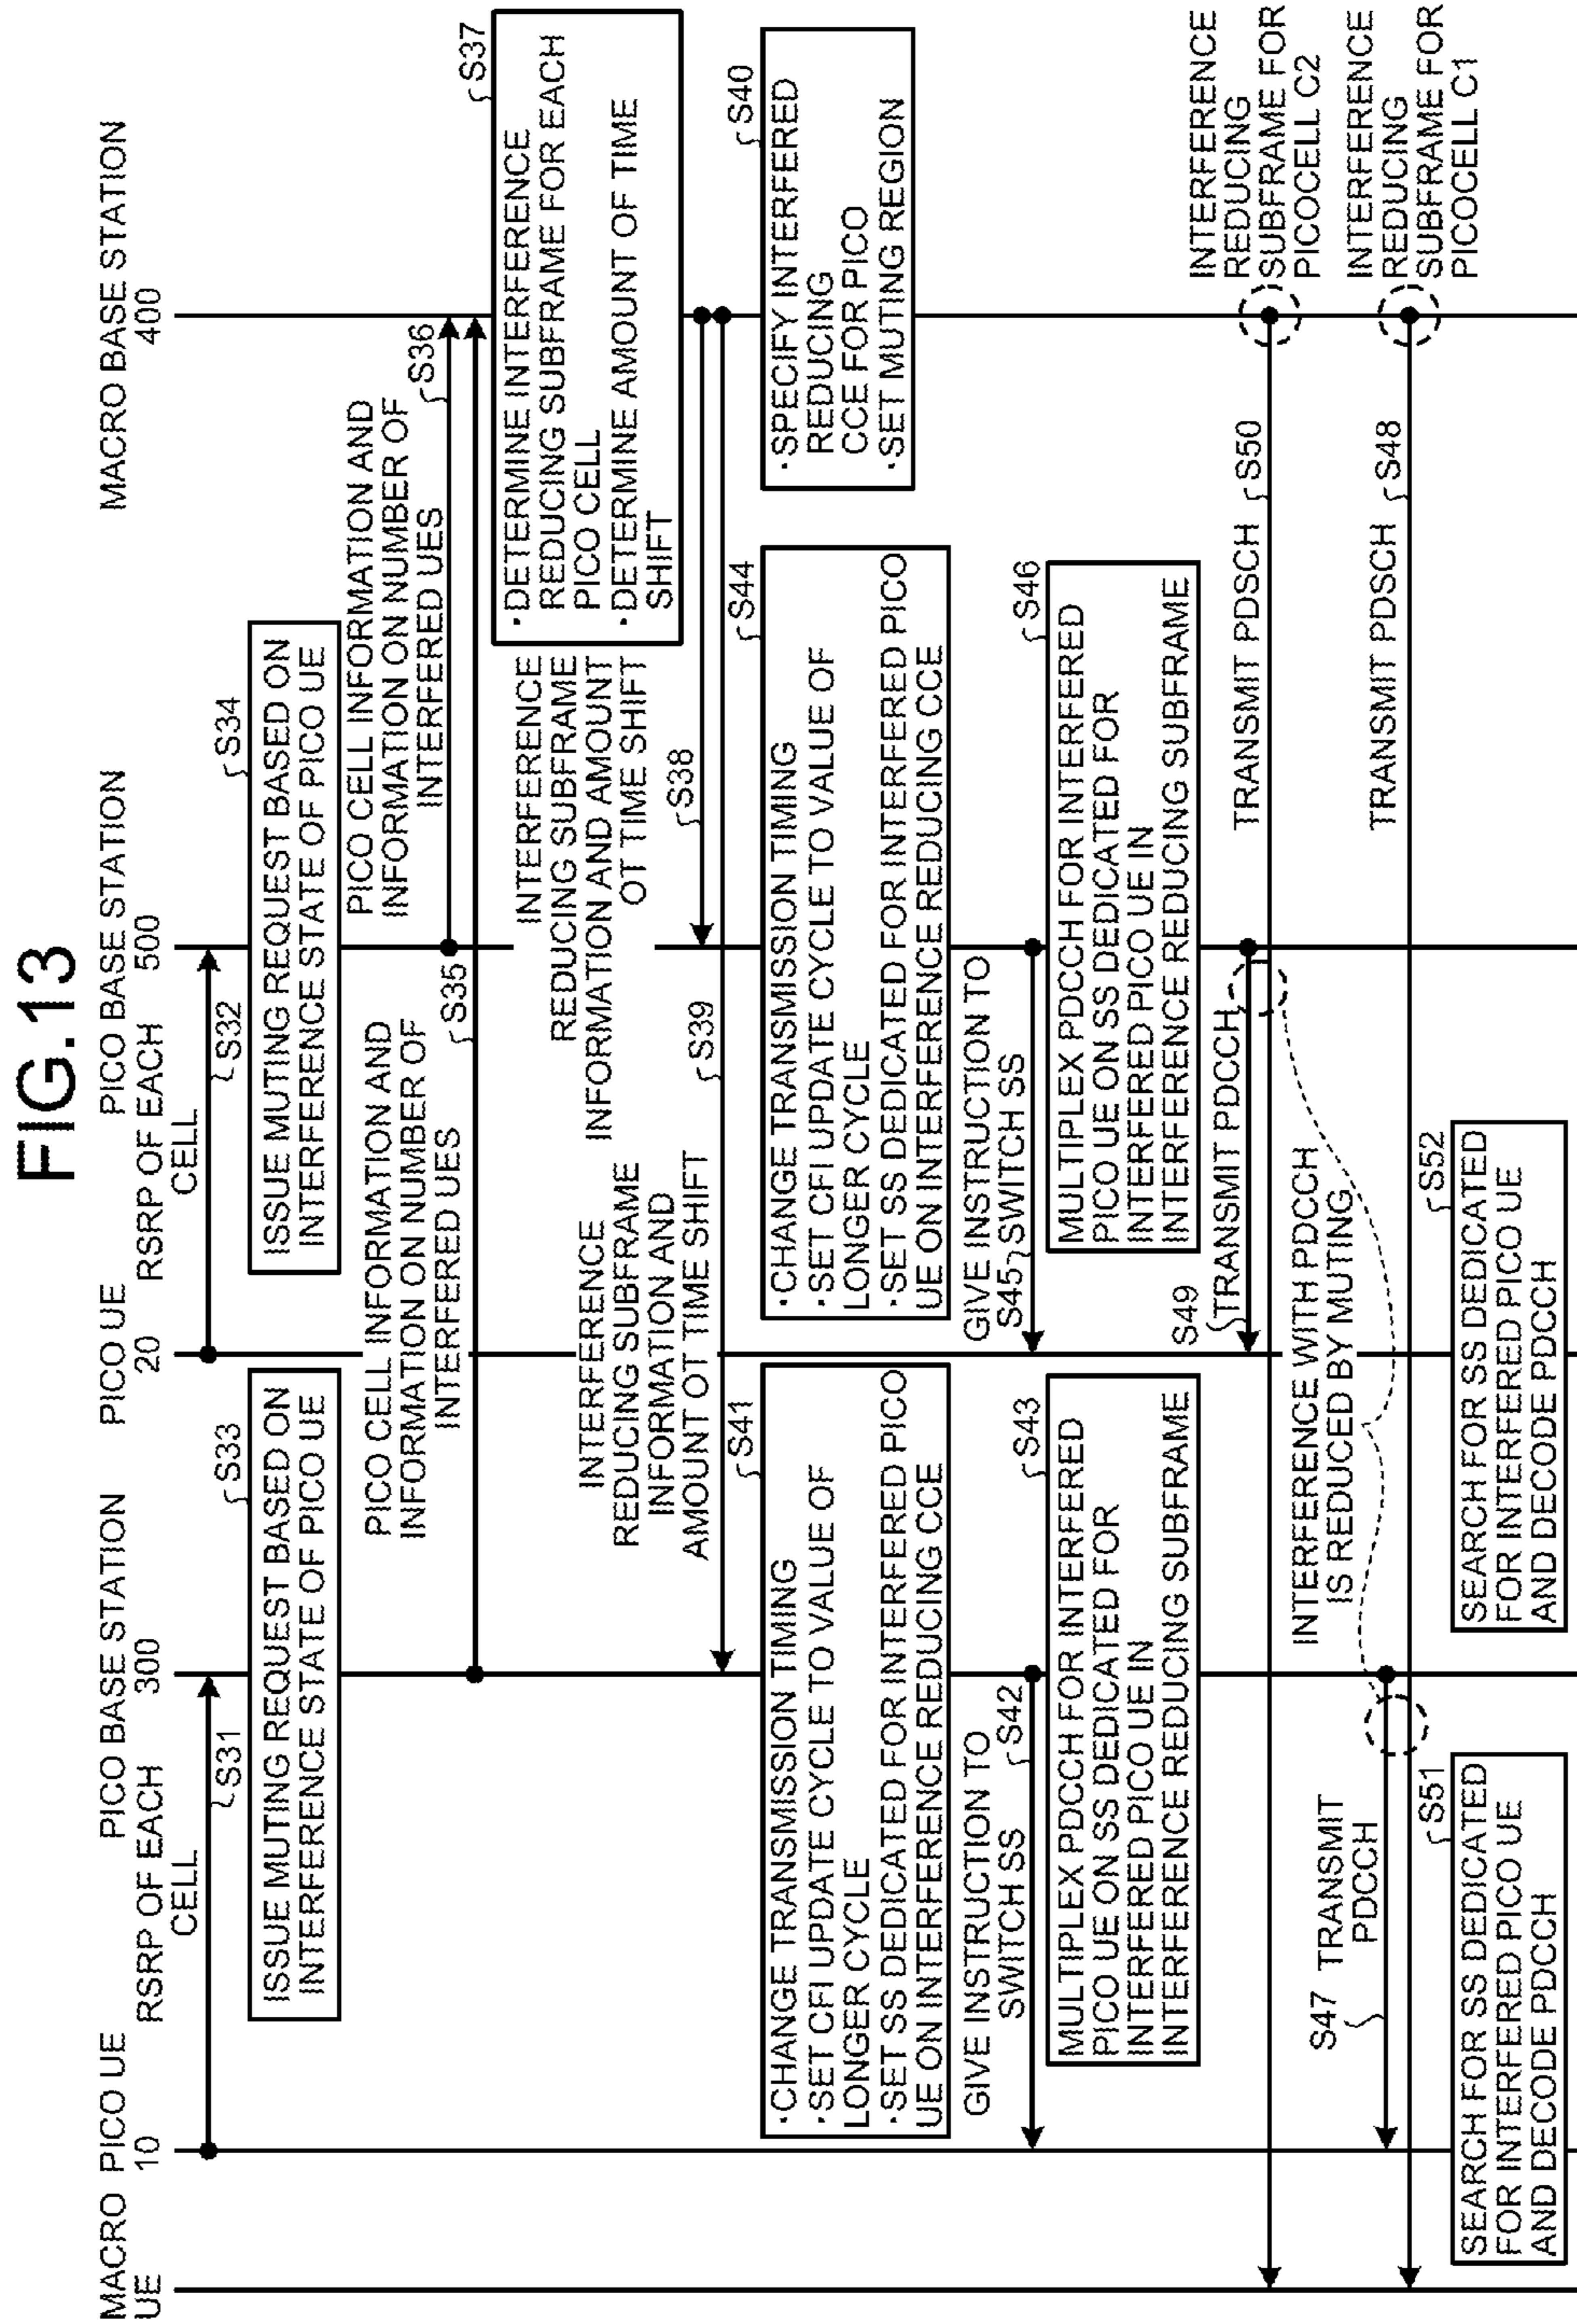 FIG.13
MACRO
UE
PICO UE
10
PICO BASE STATION
300
PICO UE
20
PICO BASE STATION
500
MACRO BASE STATION
400
RSRP OF EACH
CELL
S31
RSRP OF EACH
CELL
S32
S33
ISSUE MUTING REQUEST BASED ON
INTERFERENCE STATE OF PICO UE
S34
ISSUE MUTING REQUEST BASED ON
INTERFERENCE STATE OF PICO UE
PICO CELL INFORMATION AND
INFORMATION ON NUMBER OF
INTERFERED UES
S35
PICO CELL INFORMATION AND
INFORMATION ON NUMBER OF
INTERFERED UES
S36
S37
· DETERMINE INTERFERENCE
REDUCING SUBFRAME FOR EACH
PICO CELL
· DETERMINE AMOUNT OF TIME
SHIFT
INTERFERENCE
REDUCING SUBFRAME
INFORMATION AND AMOUNT
OT TIME SHIFT
S38
INTERFERENCE
REDUCING SUBFRAME
INFORMATION AND
AMOUNT OT TIME SHIFT
S39
S40
·SPECIFY INTERFERED
REDUCING
CCE FOR PICO
·SET MUTING REGION
S41
·CHANGE TRANSMISSION TIMING
·SET CFI UPDATE CYCLE TO VALUE OF
LONGER CYCLE
·SET SS DEDICATED FOR INTERFERED PICO
UE ON INTERFERENCE REDUCING CCE
S44
·CHANGE TRANSMISSION TIMING
·SET CFI UPDATE CYCLE TO VALUE OF
LONGER CYCLE
·SET SS DEDICATED FOR INTERFERED PICO
UE ON INTERFERENCE REDUCING CCE
GIVE INSTRUCTION TO
SWITCH SS
S42
GIVE INSTRUCTION TO
S45 SWITCH SS
S43
MULTIPLEX PDCCH FOR INTERFERED
PICO UE ON SS DEDICATED FOR
INTERFERED PICO UE IN
INTERFERENCE REDUCING SUBFRAME
S46
MULTIPLEX PDCCH FOR INTERFERED
PICO UE ON SS DEDICATED FOR
INTERFERED PICO UE IN
INTERFERENCE REDUCING SUBFRAME
S49
TRANSMIT PDCCH
TRANSMIT PDSCH S50
INTERFERENCE
REDUCING
SUBFRAME FOR
PICOCELL C2
S47 TRANSMIT
PDCCH
INTERFERENCE WITH PDCCH
IS REDUCED BY MUTING
TRANSMIT PDSCH S48
INTERFERENCE
REDUCING
SUBFRAME FOR
PICOCELL C1
S51
SEARCH FOR SS DEDICATED
FOR INTERFERED PICO UE
AND DECODE PDCCH
S52
SEARCH FOR SS DEDICATED
FOR INTERFERED PICO UE
AND DECODE PDCCH